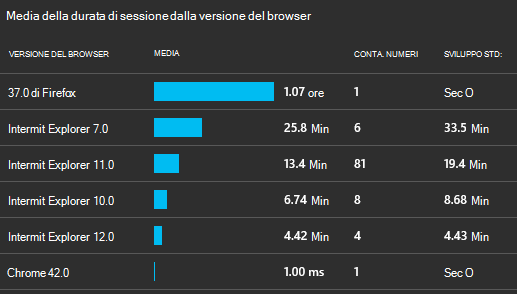 Media della durata di sessione dalla versione del browser
VERSIONE DEL BROWSER MEDIA CONTA. NUMERI SVILUPPO STD:
37.0 di Firefox 1.07 ore 1 Sec O
Intermit Explorer 7.0 25.8 Min 6 33.5 Min
Intermit Explorer 11.0 13.4 Min 81 19.4 Min
Intermit Explorer 10.0 6.74 Min 8 8.68 Min
Intermit Explorer 12.0 4.42 Min 4 4.43 Min
Chrome 42.0 1.00 ms 1 Sec O